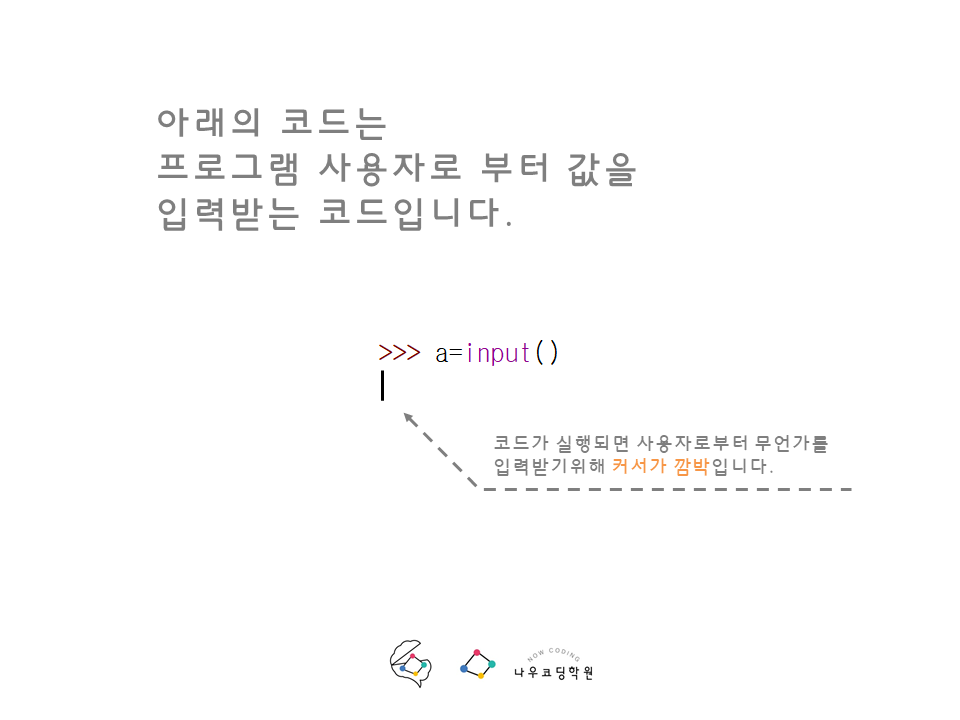 아래의 코드는
프로그램 사용자로 부터 값을
입력받는 코드입니다.
>>> a=input()
코드가 실행되면 사용자로부터 무언가를
입력받기위해 커서가 깜박입니다.
NOW CODING
나우코딩학원